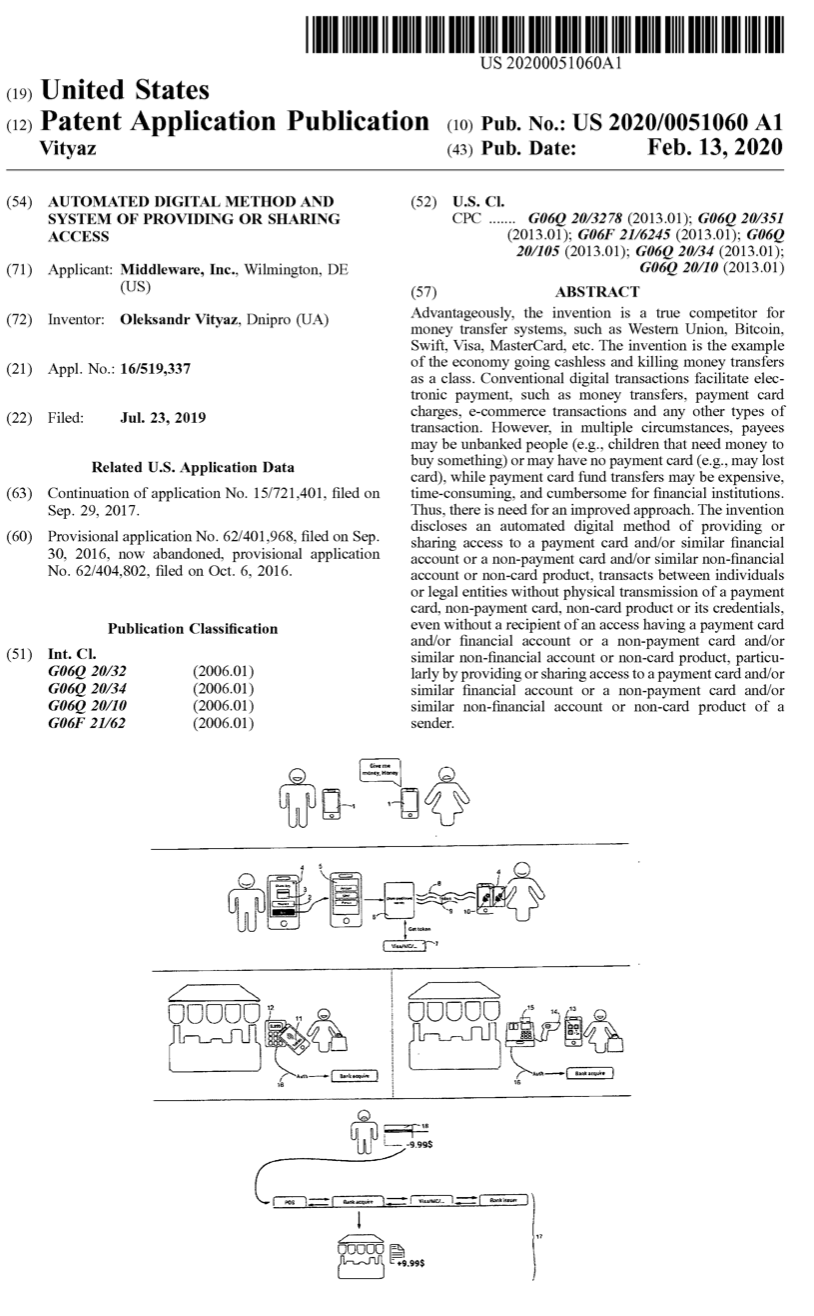 US 20200051060A1
(19) United States
(12) Patent Application Publication
Vityaz
(10) Pub. No.: US 2020/0051060 A1
(43) Pub. Date: Feb. 13, 2020
(54) AUTOMATED DIGITAL METHOD AND
SYSTEM OF PROVIDING OR SHARING
ACCESS
(71) Applicant: Middleware, Inc., Wilmington, DE
(US)
(72) Inventor: Oleksandr Vityaz, Dnipro (UA)
(21) Appl. No.: 16/519,337
(22) Filed: Jul. 23, 2019
Related U.S. Application Data
(63) Continuation of application No. 15/721,401, filed on
Sep. 29, 2017.
(60) Provisional application No. 62/401,968, filed on Sep.
30, 2016, now abandoned, provisional application
No. 62/404,802, filed on Oct. 6, 2016.
Publication Classification
(51) Int. Cl.
G06Q 20/32 (2006.01)
G06Q 20/34 (2006.01)
G06Q 20/10 (2006.01)
G06F 21/62 (2006.01)
(52) U.S. Cl.
CPC ....... G06Q 20/3278 (2013.01); G06Q 20/351
(2013.01); G06F 21/6245 (2013.01); G06Q
20/105 (2013.01); G06Q 20/34 (2013.01);
G06Q 20/10 (2013.01)
(57) ABSTRACT
Advantageously, the invention is a true competitor for
money transfer systems, such as Western Union, Bitcoin,
Swift, Visa, MasterCard, etc. The invention is the example
of the economy going cashless and killing money transfers
as a class. Conventional digital transactions facilitate elec-
tronic payment, such as money transfers, payment card
charges, e-commerce transactions and any other types of
transaction. However, in multiple circumstances, payees
may be unbanked people (e.g., children that need money to
buy something) or may have no payment card (e.g., may lost
card), while payment card fund transfers may be expensive,
time-consuming, and cumbersome for financial institutions.
Thus, there is need for an improved approach. The invention
discloses an automated digital method of providing or
sharing access to a payment card and/or similar financial
account or a non-payment card and/or similar non-financial
account or non-card product, transacts between individuals
or legal entities without physical transmission of a payment
card, non-payment card, non-card product or its credentials,
even without a recipient of an access having a payment card
and/or financial account or a non-payment card and/or
similar non-financial account or non-card product, particu-
larly by providing or sharing access to a payment card and/or
similar financial account or a non-payment card and/or
similar non-financial account or non-card product of a
sender.
Give me
money, Honey
1
1
4
3
2
5
6
8
9
10
4
Get token
Visa/MC/...
7
12
11
Auth
16
Bank acquire
15
14
13
Auth
16
Bank acquire
18
-9.99$
POS
Bank acquire
Visa/MC/...
Bank issuer
17
+9.99$